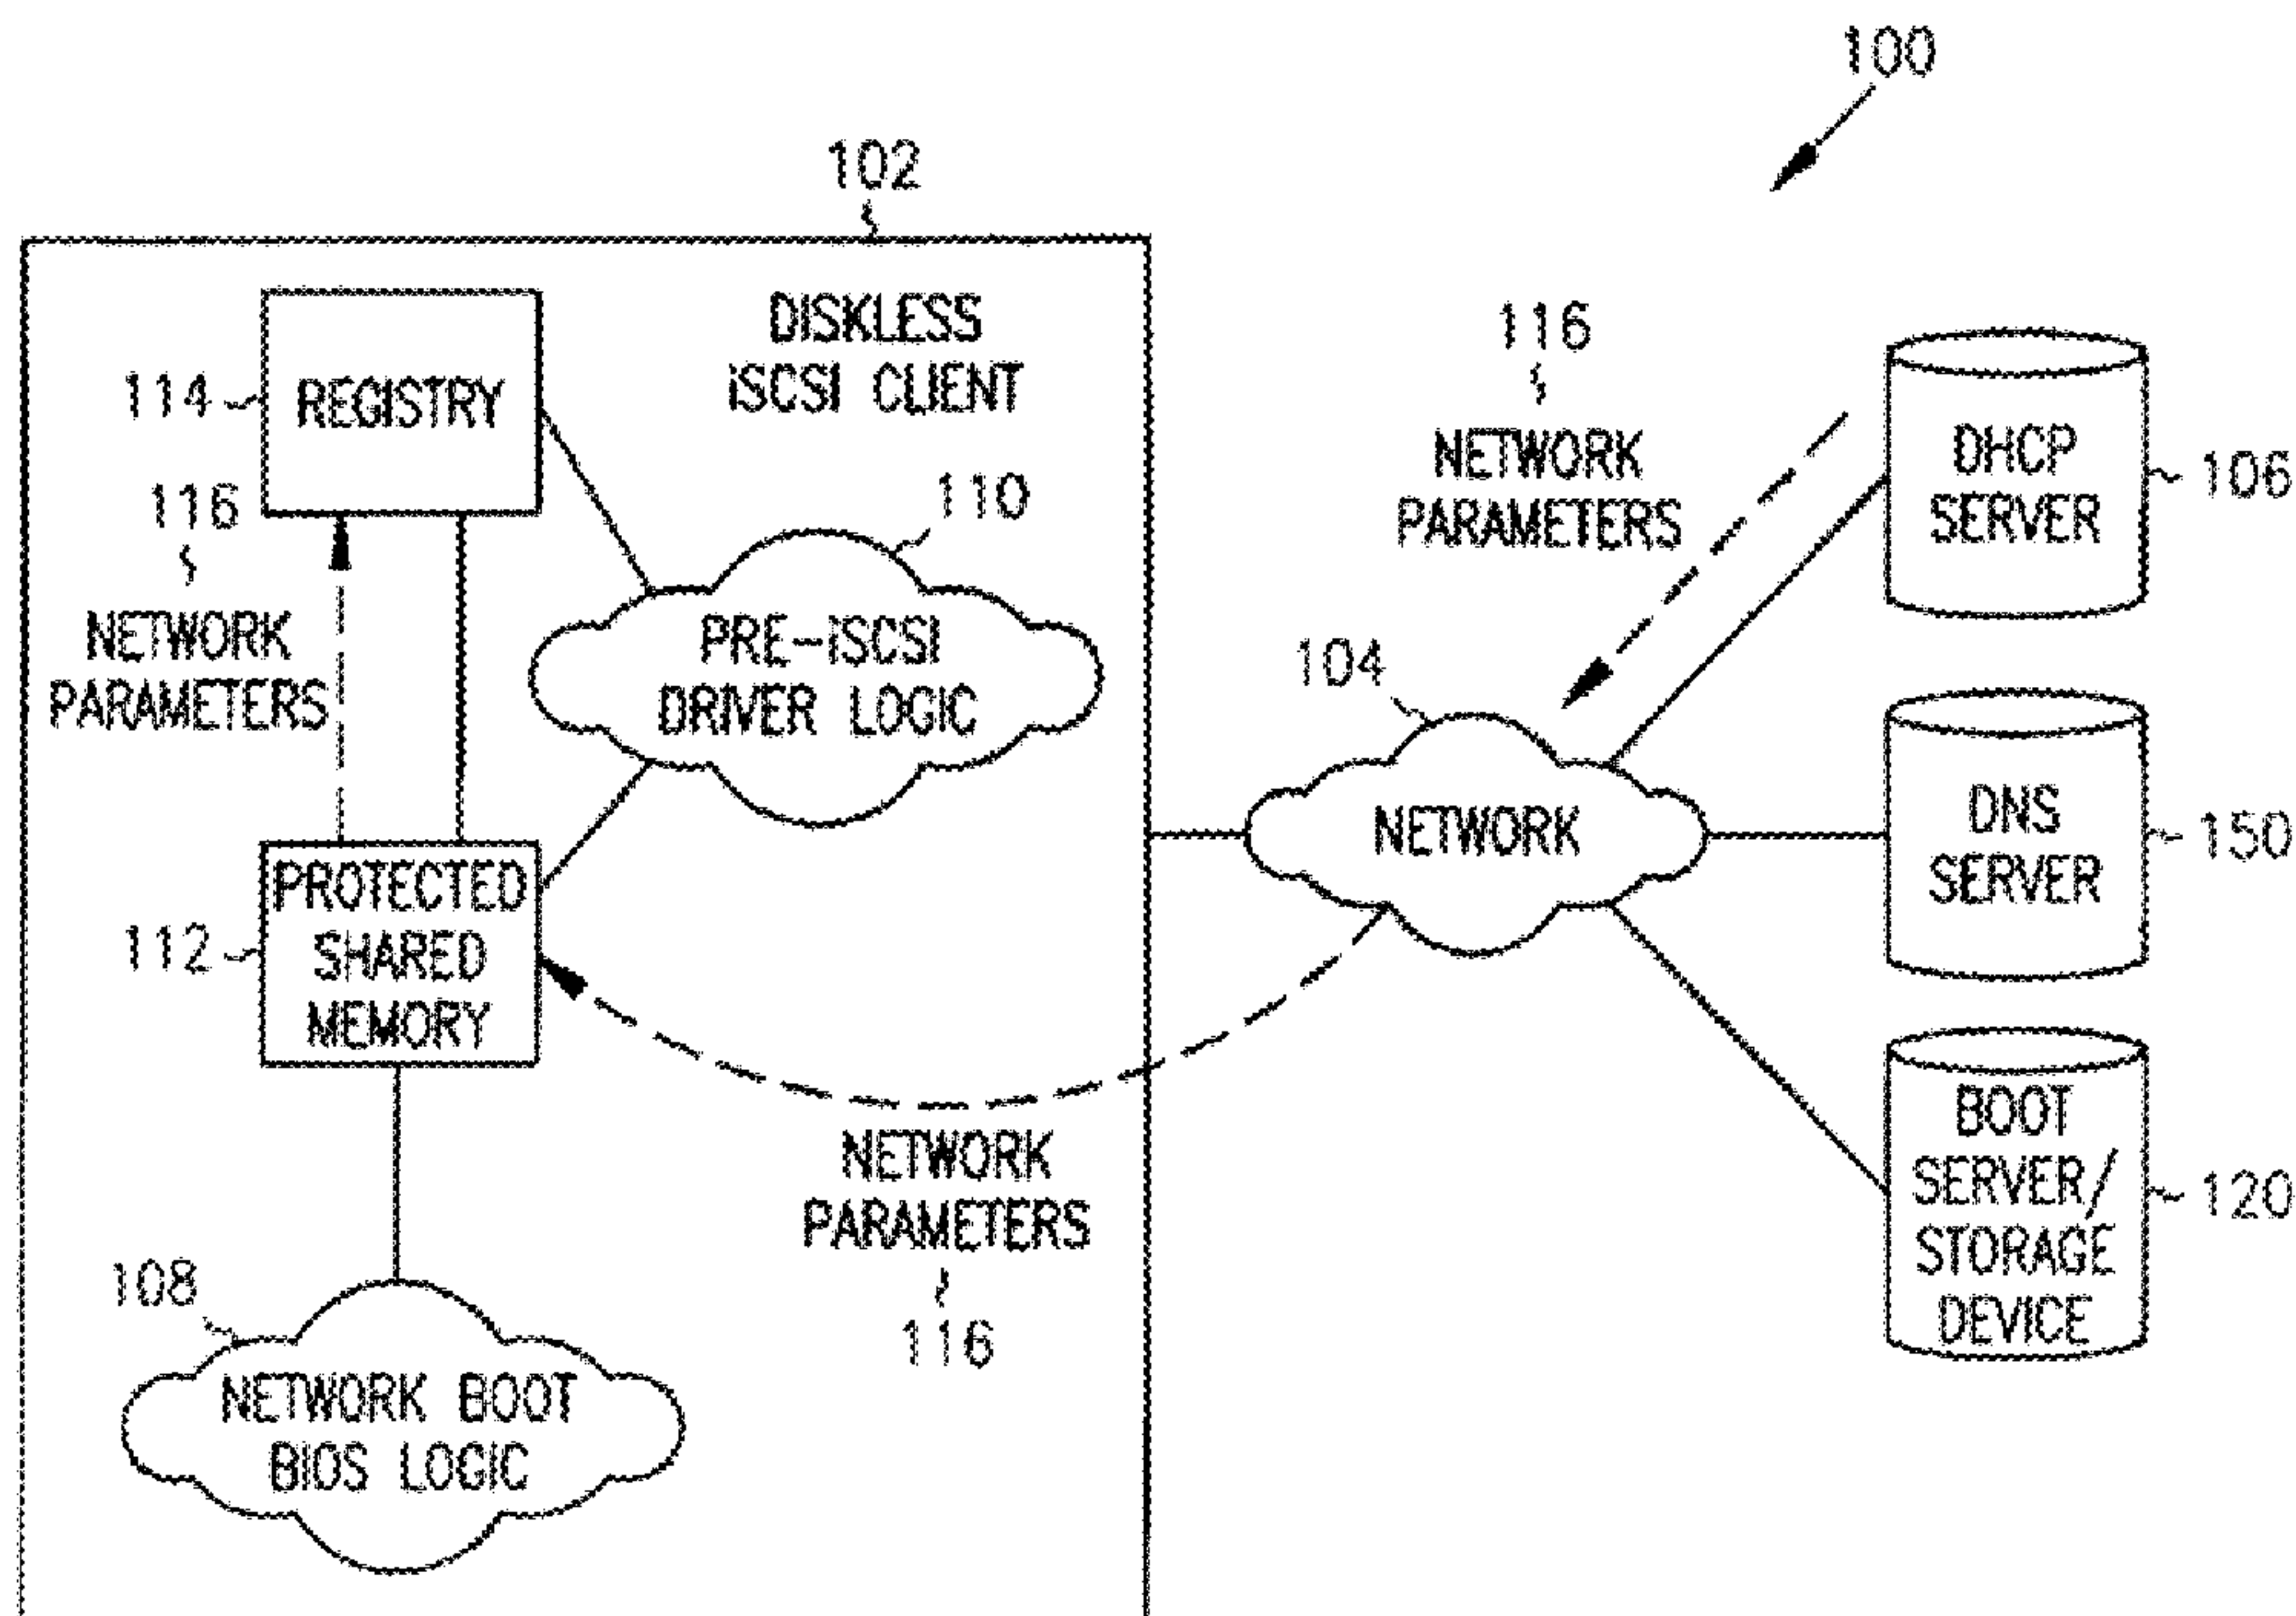 100
102
DISKLESS
iSCSI CLIENT
114
REGISTRY
116
NETWORK
PARAMETERS
110
PRE-iSCSI
DRIVER LOGIC
112
PROTECTED
SHARED
MEMORY
108
NETWORK BOOT
BIOS LOGIC
NETWORK
PARAMETERS
116
116
NETWORK
PARAMETERS
104
NETWORK
DHCP
SERVER
106
DNS
SERVER
150
BOOT
SERVER/
STORAGE
DEVICE
120